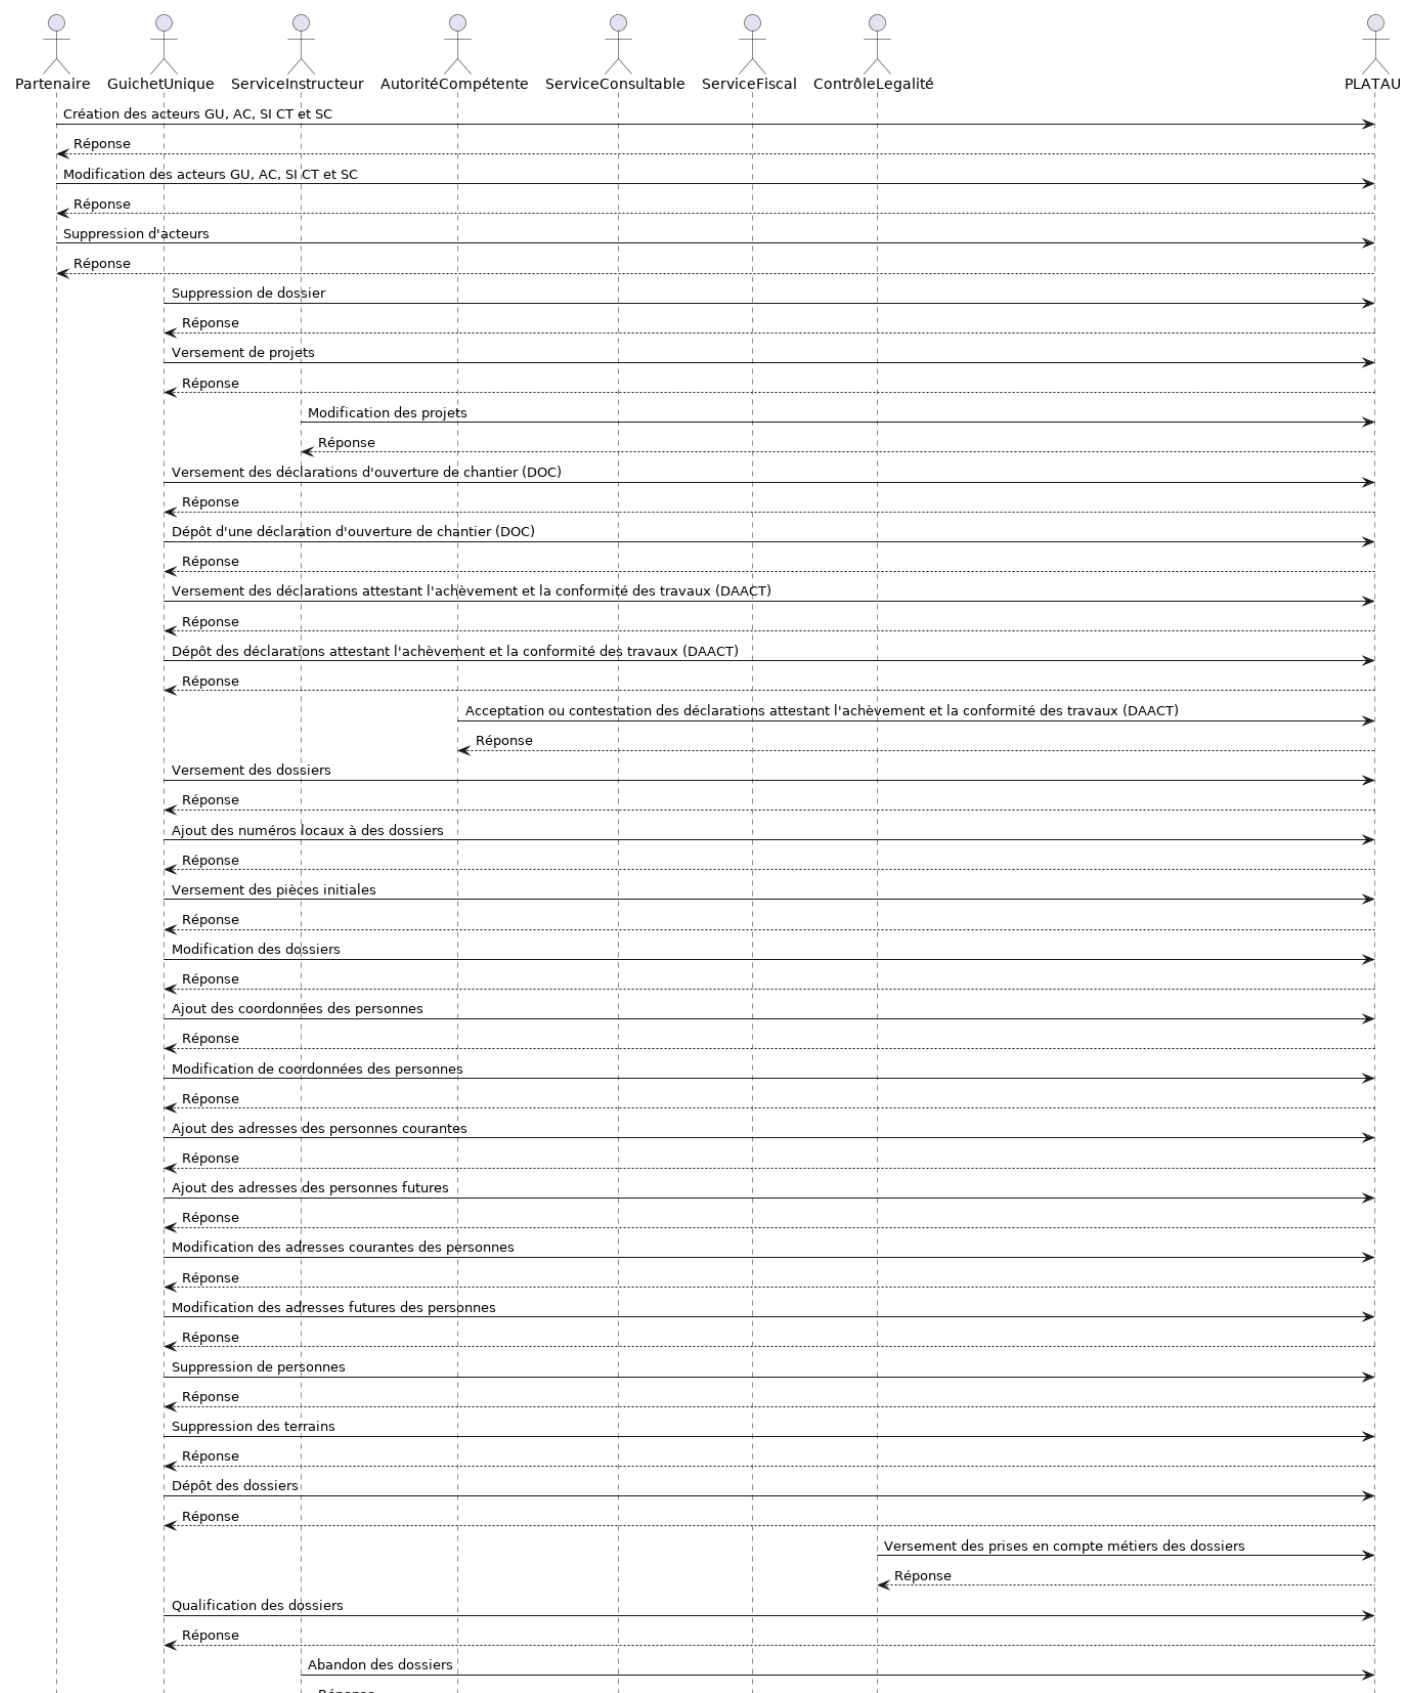 Partenaire GuichetUnique ServiceInstructeur AutoritéCompétente ServiceConsultable ServiceFiscal ContrôleLegalité PLATAU
Création des acteurs GU, AC, SI CT et SC
Réponse
Modification des acteurs GU, AC, SI CT et SC
Réponse
Suppression d'acteurs
Réponse
Suppression de dossier
Réponse
Versement de projets
Réponse
Modification des projets
Réponse
Versement des déclarations d'ouverture de chantier (DOC)
Réponse
Dépôt d'une déclaration d'ouverture de chantier (DOC)
Réponse
Versement des déclarations attestant l'achèvement et la conformité des travaux (DAACT)
Réponse
Dépôt des déclarations attestant l'achèvement et la conformité des travaux (DAACT)
Réponse
Acceptation ou contestation des déclarations attestant l'achèvement et la conformité des travaux (DAACT)
Réponse
Versement des dossiers
Réponse
Ajout des numéros locaux à des dossiers
Réponse
Versement des pièces initiales
Réponse
Modification des dossiers
Réponse
Ajout des coordonnées des personnes
Réponse
Modification de coordonnées des personnes
Réponse
Ajout des adresses des personnes courantes
Réponse
Ajout des adresses des personnes futures
Réponse
Modification des adresses courantes des personnes
Réponse
Modification des adresses futures des personnes
Réponse
Suppression de personnes
Réponse
Suppression des terrains
Réponse
Dépôt des dossiers
Réponse
Versement des prises en compte métiers des dossiers
Réponse
Qualification des dossiers
Réponse
Abandon des dossiers
Réponse